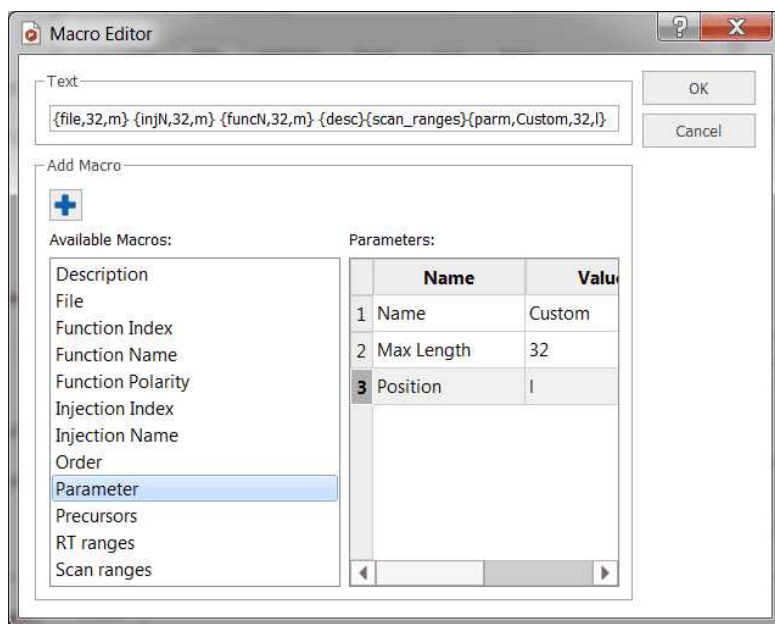 Macro Editor
Text
OK
{file,32,m} {injN,32,m} {funcN,32,m} {desc}{scan_ranges}{parm,Custom,32,l}
Cancel
Add Macro
Available Macros:
Parameters:
Description
File
Function Index
Function Name
Function Polarity
Injection Index
Injection Name
Order
Parameter
Precursors
RT ranges
Scan ranges
Name Valu
1 Name Custom
2 Max Length 32
3 Position l